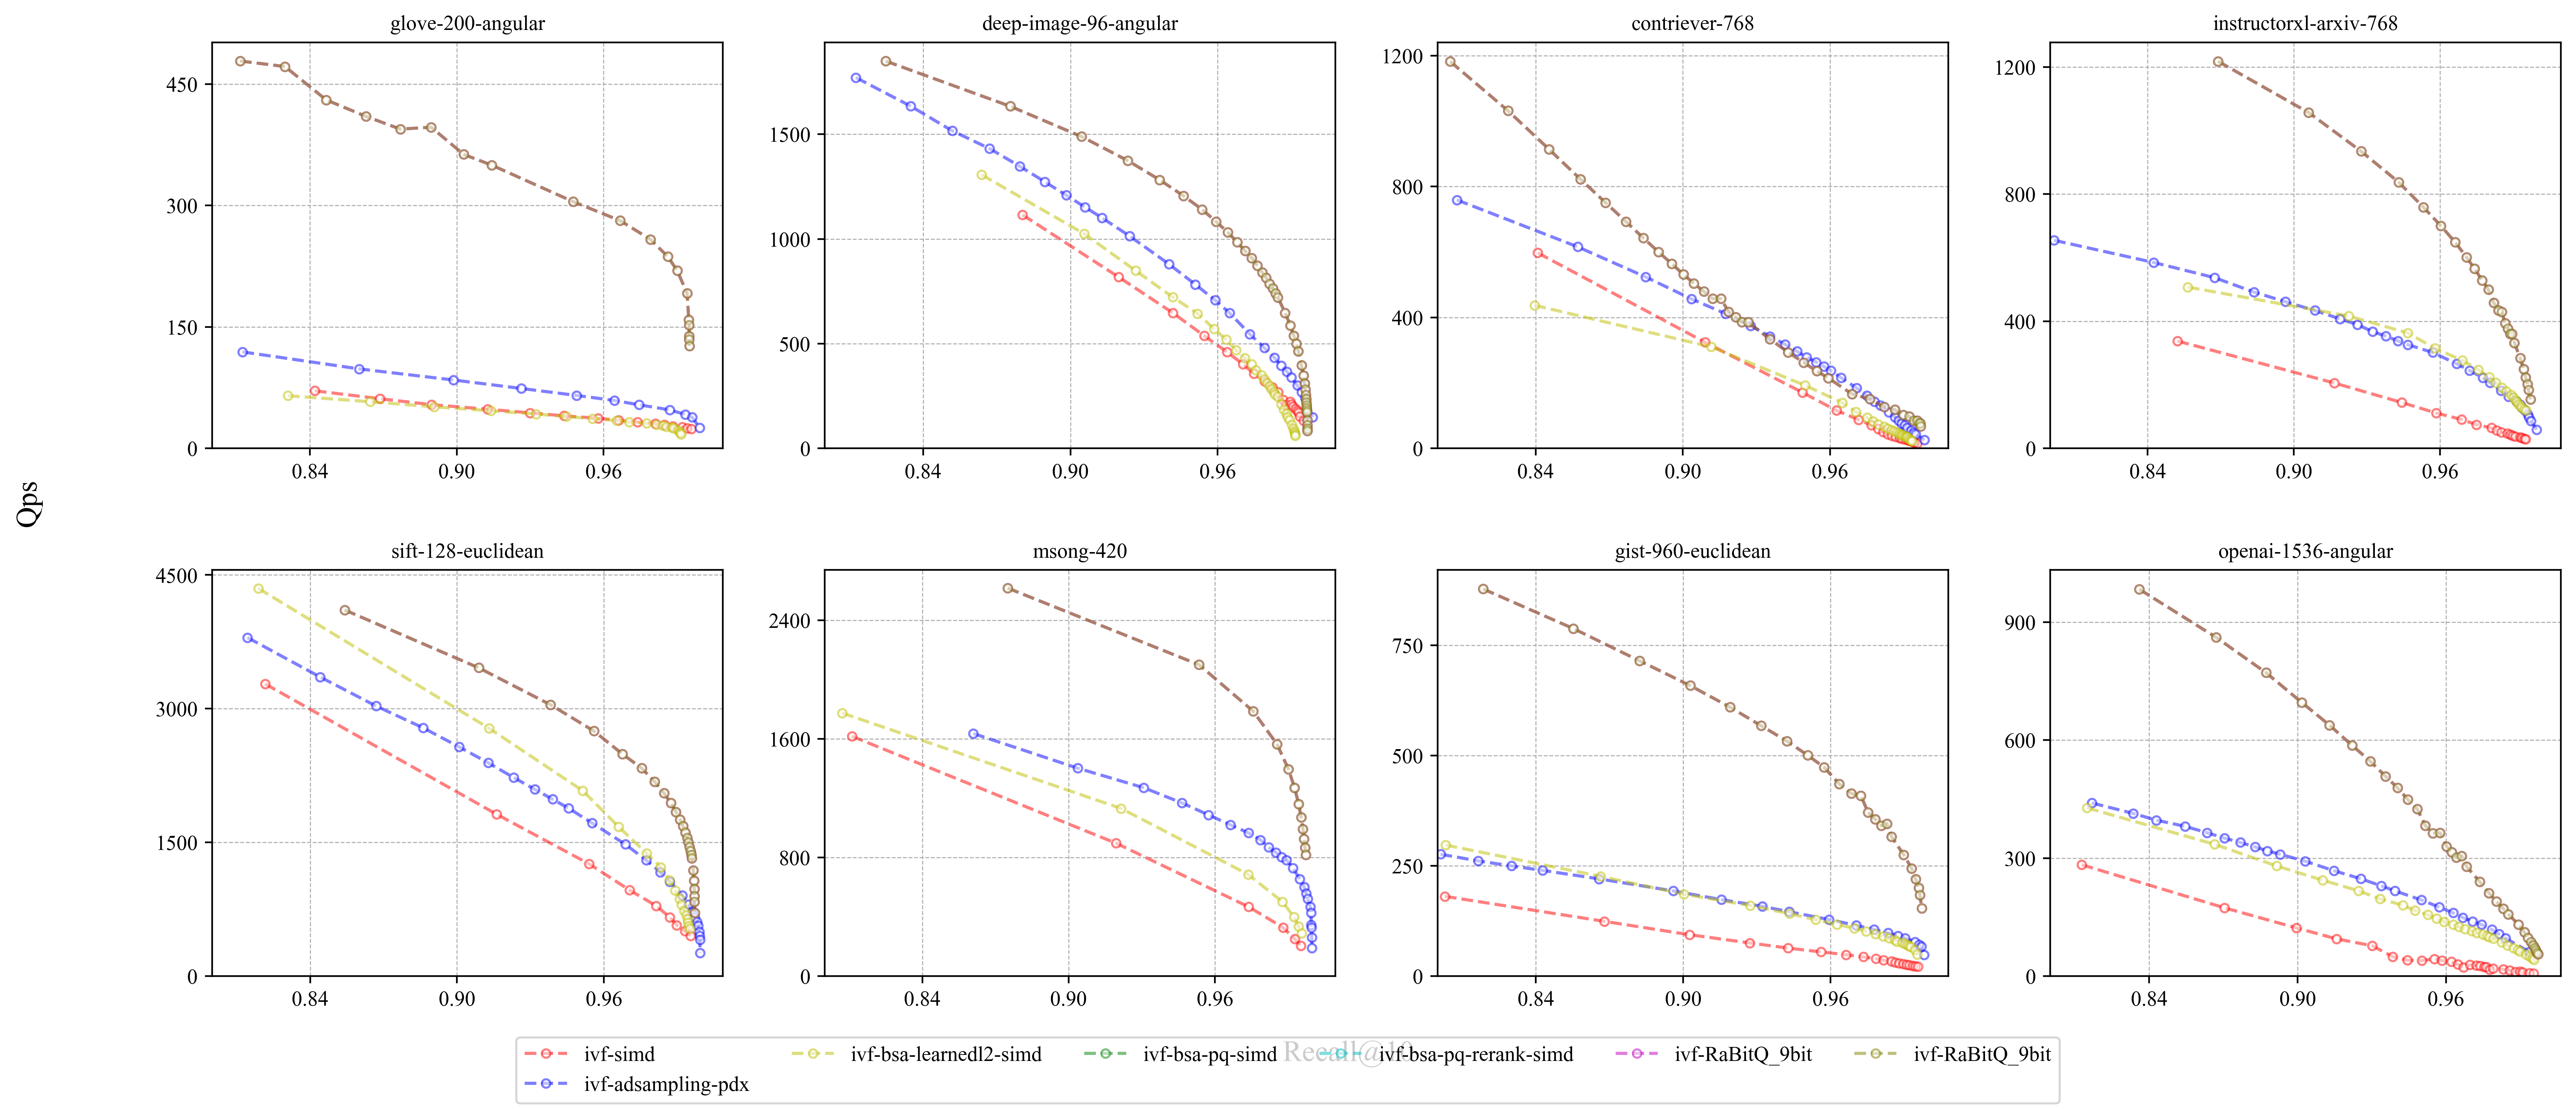 glove-200-angular
deep-image-96-angular
contriever-768
instructorxl-arxiv-768
450
300
150
0
0.84 0.90 0.96
1500
1000
500
0
0.84 0.90 0.96
1200
800
400
0
0.84 0.90 0.96
1200
800
400
0
0.84 0.90 0.96
Qps
sift-128-euclidean
msong-420
gist-960-euclidean
openai-1536-angular
4500
3000
1500
0
0.84 0.90 0.96
2400
1600
800
0
0.84 0.90 0.96
750
500
250
0
0.84 0.90 0.96
900
600
300
0
0.84 0.90 0.96
Recall@10
ivf-simd ivf-bsa-learnedl2-simd ivf-bsa-pq-simd ivf-bsa-pq-rerank-simd ivf-RaBitQ_9bit ivf-RaBitQ_9bit
ivf-adsampling-pdx